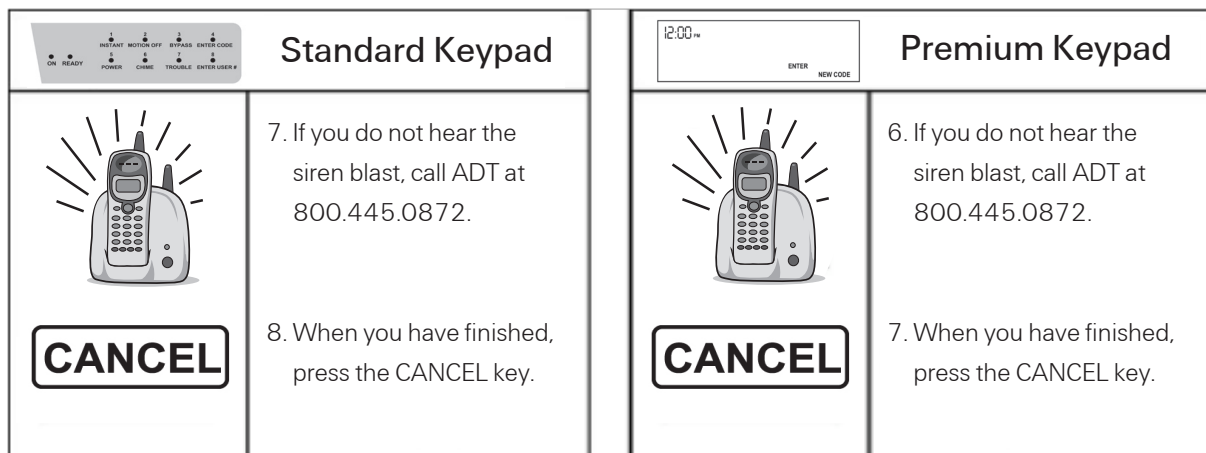 1 2 3 4
INSTANT MOTION OFF BYPASS ENTER CODE
ON READY
5 6 7 8
POWER CHIME TROUBLE ENTER USER #
Standard Keypad
7. If you do not hear the
siren blast, call ADT at
800.445.0872.
CANCEL
8. When you have finished,
press the CANCEL key.
12:00 PM
ENTER
NEW CODE
Premium Keypad
6. If you do not hear the
siren blast, call ADT at
800.445.0872.
CANCEL
7. When you have finished,
press the CANCEL key.